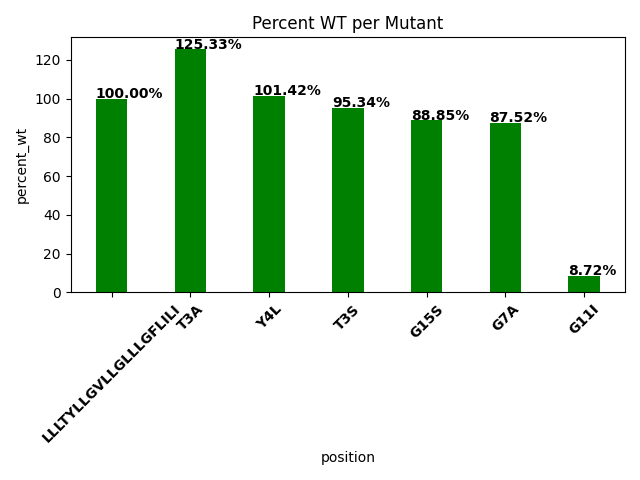 Percent WT per Mutant
percent_wt
120
100
80
60
40
20
0
100.00%
125.33%
101.42%
95.34%
88.85%
87.52%
8.72%
LLLTYLLGVLLGLLLGFLILI
T3A
Y4L
T3S
G15S
G7A
G11I
position